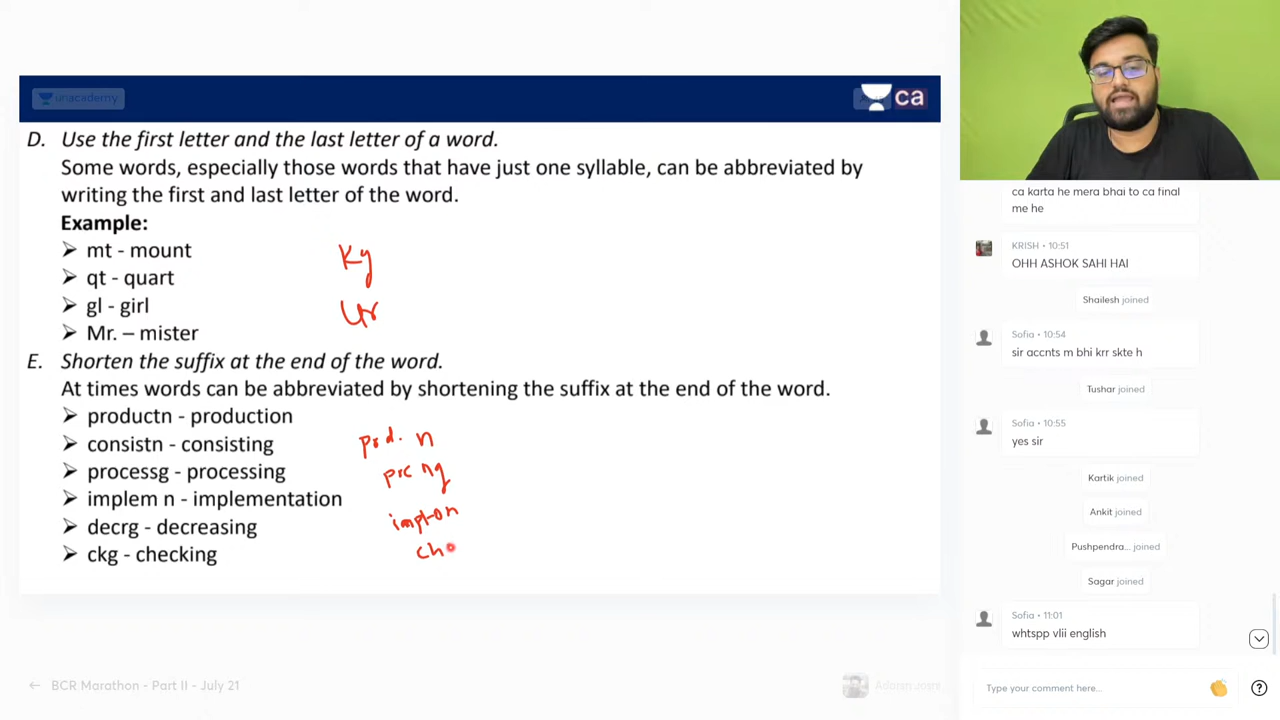 unacademy
ca
D. Use the first letter and the last letter of a word.
Some words, especially those words that have just one syllable, can be abbreviated by
writing the first and last letter of the word.
Example:
➤ mt - mount
➤ qt - quart
➤ gl - girl
➤ Mr. – mister
Kg
E. Shorten the suffix at the end of the word.
At times words can be abbreviated by shortening the suffix at the end of the word.
➤ productn - production
➤ consistn - consisting
➤ processg - processing
➤ implem n - implementation
➤ decrg - decreasing
➤ ckg - checking
prd. n
prc ng
ch
ca karta he mera bhai to ca final
me he
KRISH • 10:51
OHH ASHOK SAHI HAI
Shailesh joined
Sofia • 10:54
sir accnts m bhi krr skte h
Tushar joined
Sofia • 10:55
yes sir
Kartik joined
Ankit joined
Pushpendra... joined
Sagar joined
Sofia • 11:01
whtspp vlii english
Type your comment here...
← BCR Marathon - Part II - July 21